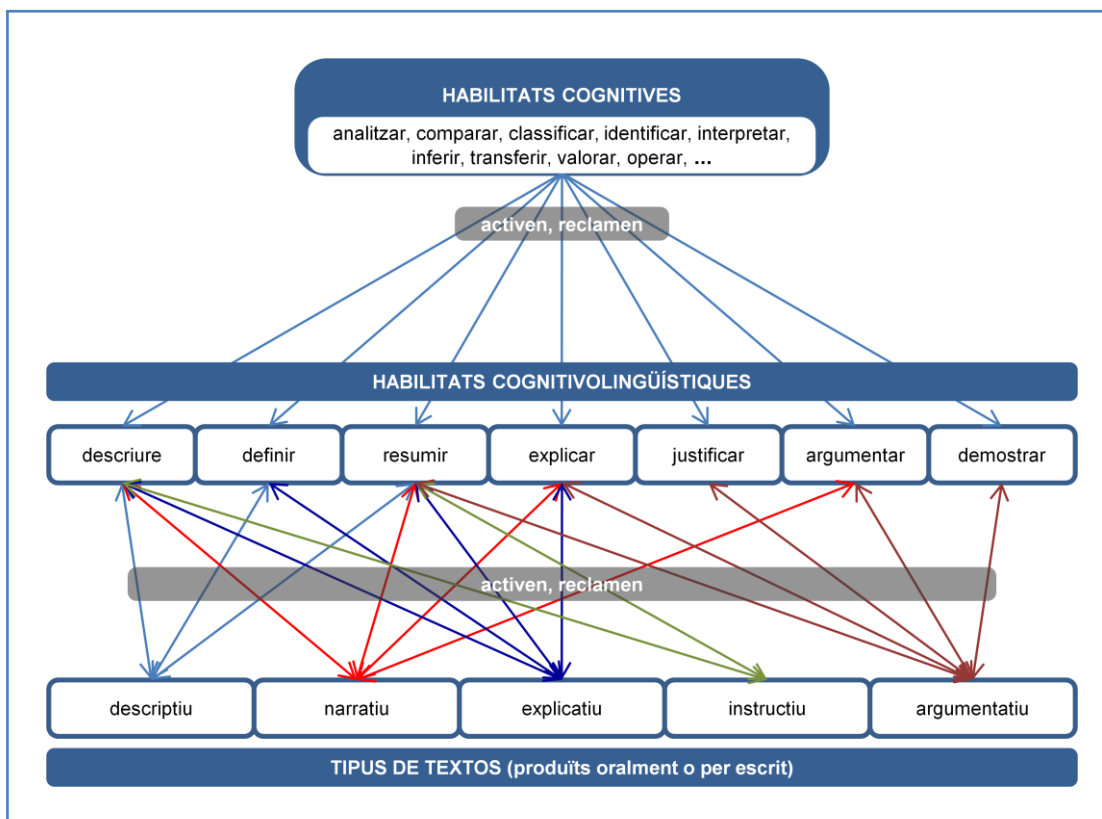 HABILITATS COGNITIVES
analitzar, comparar, classificar, identificar, interpretar,
inferir, transferir, valorar, operar, ...
activen, reclamen
HABILITATS COGNITIVOLINGÜÍSTIQUES
descriure
definir
resumir
explicar
justificar
argumentar
demostrar
activen, reclamen
descriptiu
narratiu
explicatiu
instructiu
argumentatiu
TIPUS DE TEXTOS (produïts oralment o per escrit)